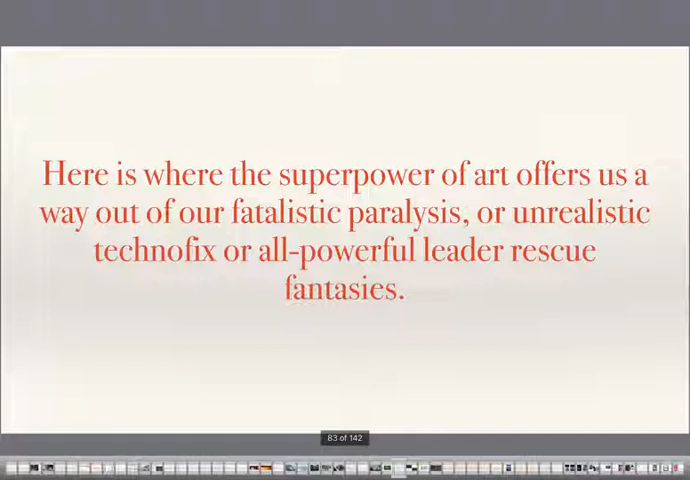 Here is where the superpower of art offers us a
way out of our fatalistic paralysis, or unrealistic
technofix or all-powerful leader rescue
fantasies.
83 of 142